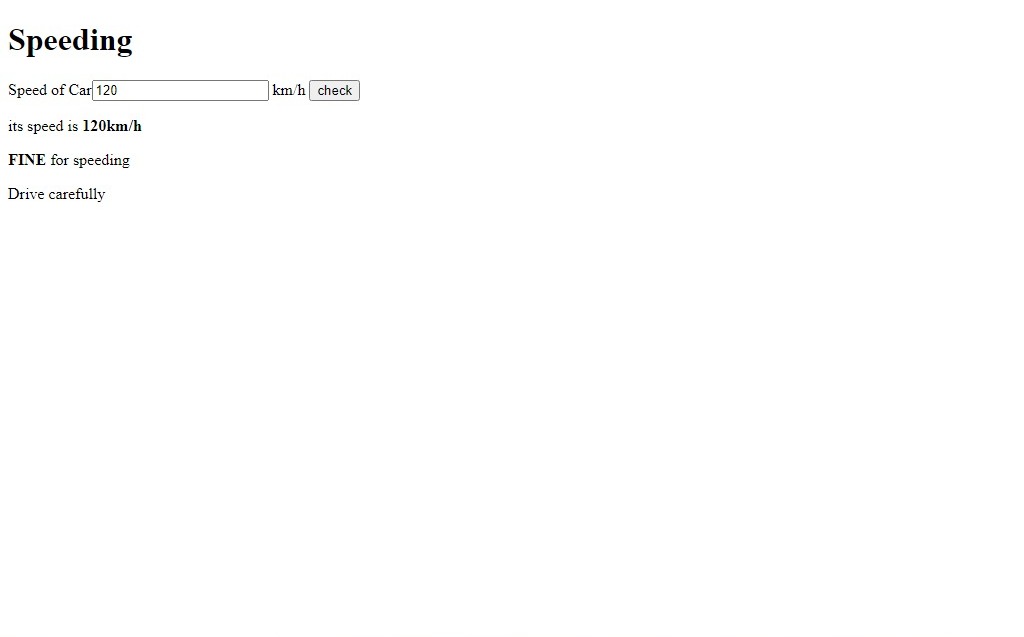 Speeding
Speed of Car 120 km/h check
its speed is 120km/h
FINE for speeding
Drive carefully